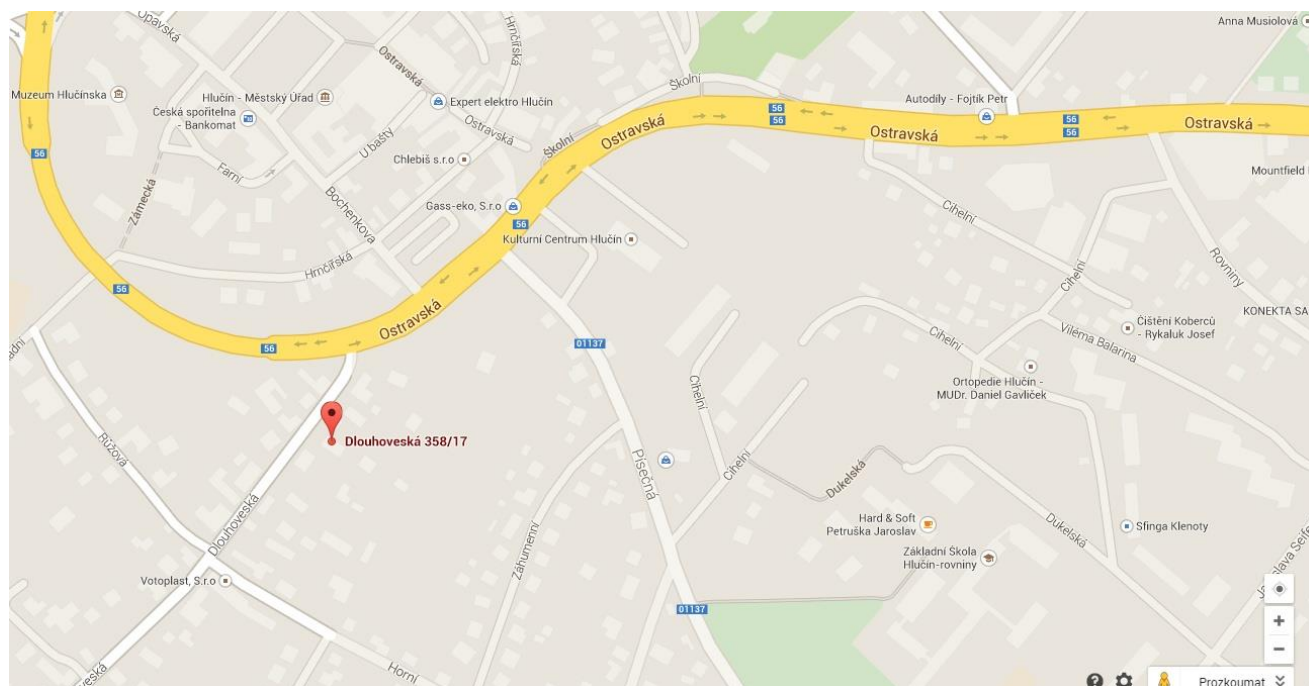 Opavská
Ostravská
Hrnčířská
Školní
Anna Musiolová
Muzeum Hlučínska
Hlučín - Městský Úřad
Česká spořitelna
- Bankomat
Expert elektro Hlučín
Ostravská
56
56
Autodíly - Fojtík Petr
56
56
Ostravská
Ostravská
Ostravská
U bašty
Školní
56
Chlebiš s.r.o
Farní
Mountfield
Zámecká
Bochenkova
Gass-eko, S.r.o
56
Cihelní
Kulturní Centrum Hlučín
Hrnčířská
Cihelní
Rovniny
56
Ostravská
KONEKTA SA
Čištění Koberců
- Rykaluk Josef
Viléma Balarina
56
01137
Cihelní
Ortopedie Hlučín -
MUDr. Daniel Gavlíček
Cihelní
Dlouhoveská 358/17
Růžová
Písečná
Cihelní
Dukelská
Dlouhoveská
Hard & Soft
Petruška Jaroslav
Dukelská
Sfinga Klenoty
Záhumenní
Základní Škola
Hlučín-rovniny
Votoplast, S.r.o
01137
Horní
Prozkoumat